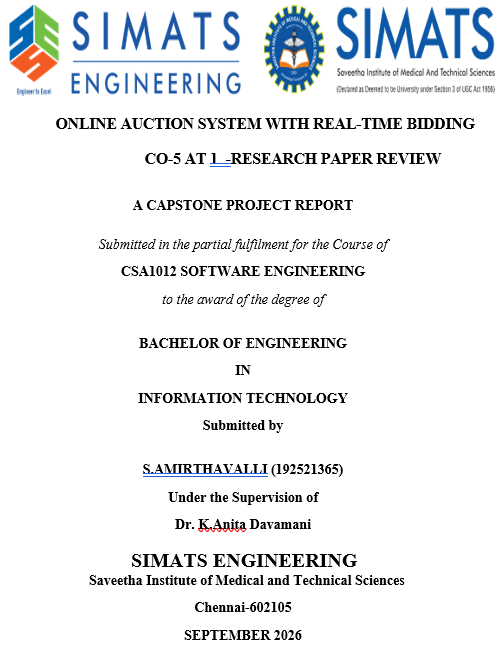 SIMATS
ENGINEERING
Engineer to Excel
SIMATS
Saveetha Institute of Medical And Technical Sciences
(Declared as Deemed to be University under Section 3 of UGC Act 1956)
ONLINE AUCTION SYSTEM WITH REAL-TIME BIDDING
CO-5 AT 1 -RESEARCH PAPER REVIEW
A CAPSTONE PROJECT REPORT
Submitted in the partial fulfilment for the Course of
CSA1012 SOFTWARE ENGINEERING
to the award of the degree of
BACHELOR OF ENGINEERING
IN
INFORMATION TECHNOLOGY
Submitted by
S.AMIRTHAVALLI (192521365)
Under the Supervision of
Dr. K.Anita Davamani
SIMATS ENGINEERING
Saveetha Institute of Medical and Technical Sciences
Chennai-602105
SEPTEMBER 2026